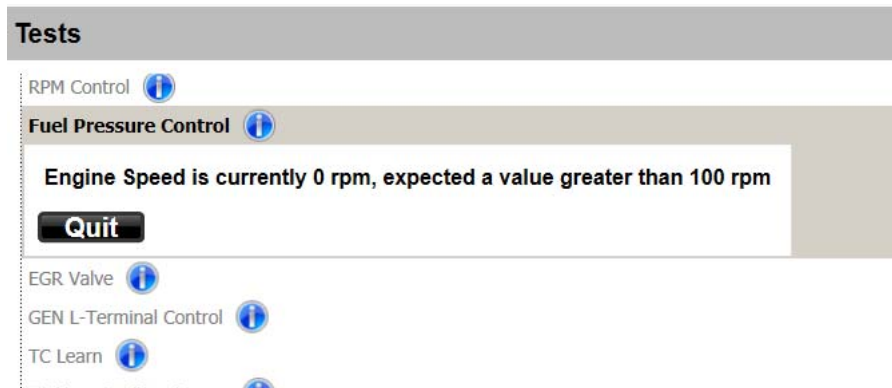 Tests
RPM Control
Fuel Pressure Control
Engine Speed is currently 0 rpm, expected a value greater than 100 rpm
Quit
EGR Valve
GEN L-Terminal Control
TC Learn